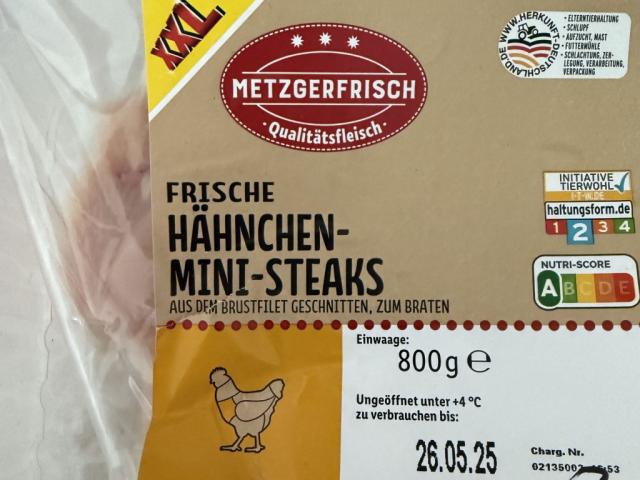 XXL
METZGERFRISCH
· Qualitätsfleisch ·
WWW.HERKUNFT-DEUTSCHLAND.DE
• ELTERNTIERHALTUNG
• SCHLUPF
• AUFZUCHT, MAST
• FUTTERMÜHLE
• SCHLACHTUNG, ZER-
LEGUNG, VERARBEITUNG,
VERPACKUNG
INITIATIVE
TIERWOHL
I-T-W.DE
haltungsform.de
1 2 3 4
NUTRI-SCORE
A B C D E
FRISCHE
HÄHNCHEN-
MINI-STEAKS
AUS DEM BRUSTFILET GESCHNITTEN, ZUM BRATEN
Einwaage:
800g e
Ungeöffnet unter +4 °C
zu verbrauchen bis:
26.05.25
Charg. Nr.